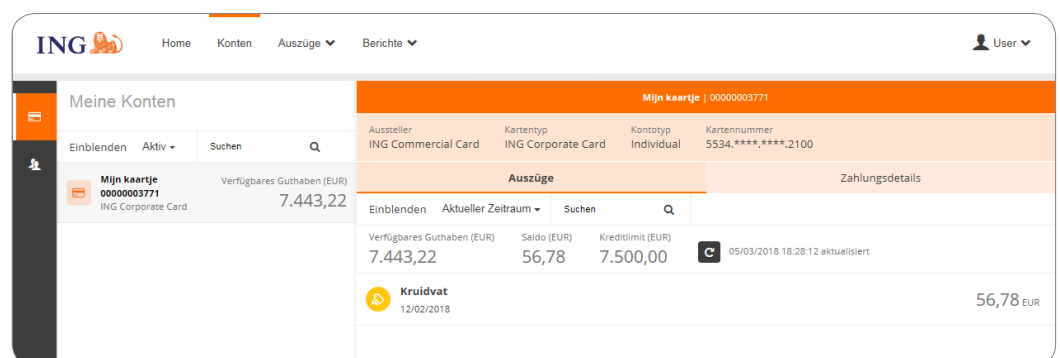 ING
Home Konten Auszüge Berichte User
Meine Konten
Einblenden Aktiv Suchen
Mijn kaartje
00000003771
ING Corporate Card
Verfügbares Guthaben (EUR)
7.443,22
Mijn kaartje | 00000003771
Aussteller Kartentyp Kontotyp Kartennummer
ING Commercial Card ING Corporate Card Individual 5534.****.****.2100
Auszüge Zahlungsdetails
Einblenden Aktueller Zeitraum Suchen
Verfügbares Guthaben (EUR) Saldo (EUR) Kreditlimit (EUR)
7.443,22 56,78 7.500,00 05/03/2018 18:28:12 aktualisiert
Kruidvat
12/02/2018
56,78 EUR